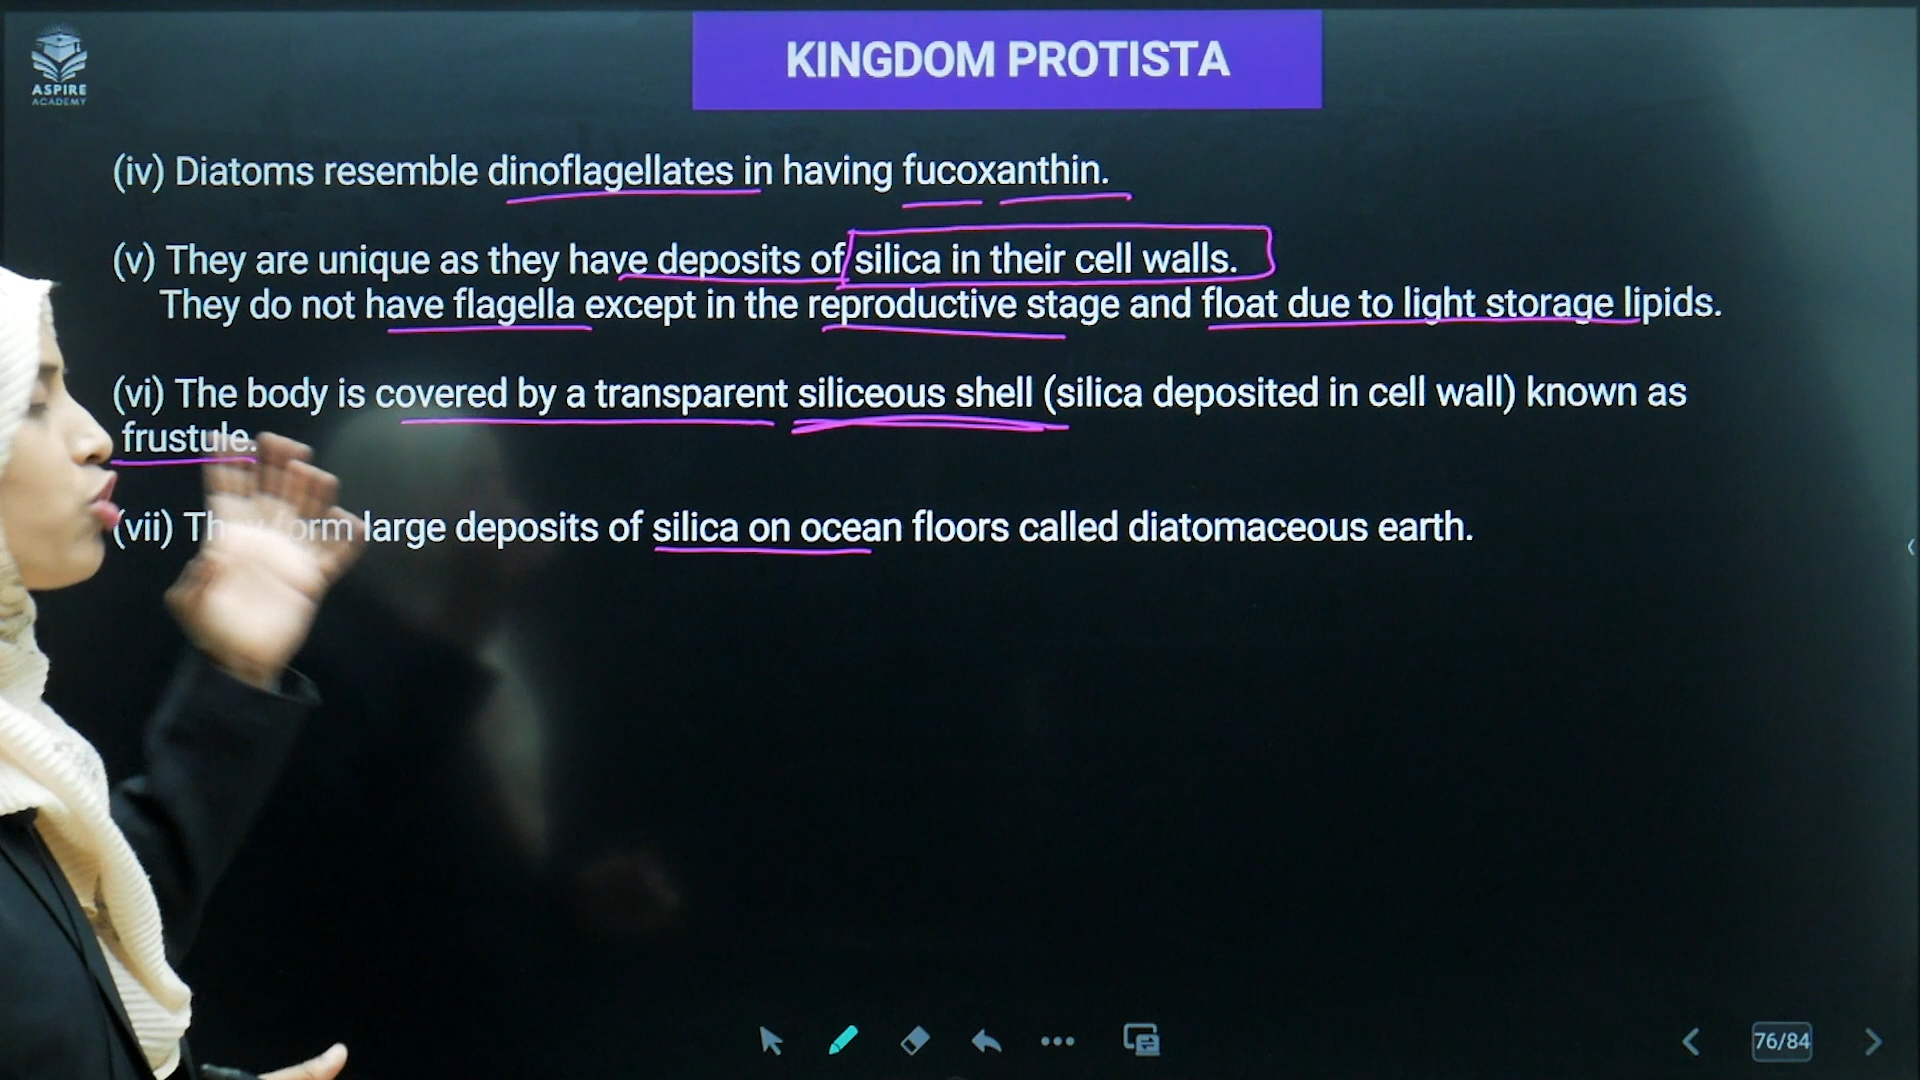 ASPIRE
ACADEMY
KINGDOM PROTISTA
(iv) Diatoms resemble dinoflagellates in having fucoxanthin.
(v) They are unique as they have deposits of silica in their cell walls.
They do not have flagella except in the reproductive stage and float due to light storage lipids.
(vi) The body is covered by a transparent siliceous shell (silica deposited in cell wall) known as
frustule.
(vii) They form large deposits of silica on ocean floors called diatomaceous earth.
76/84